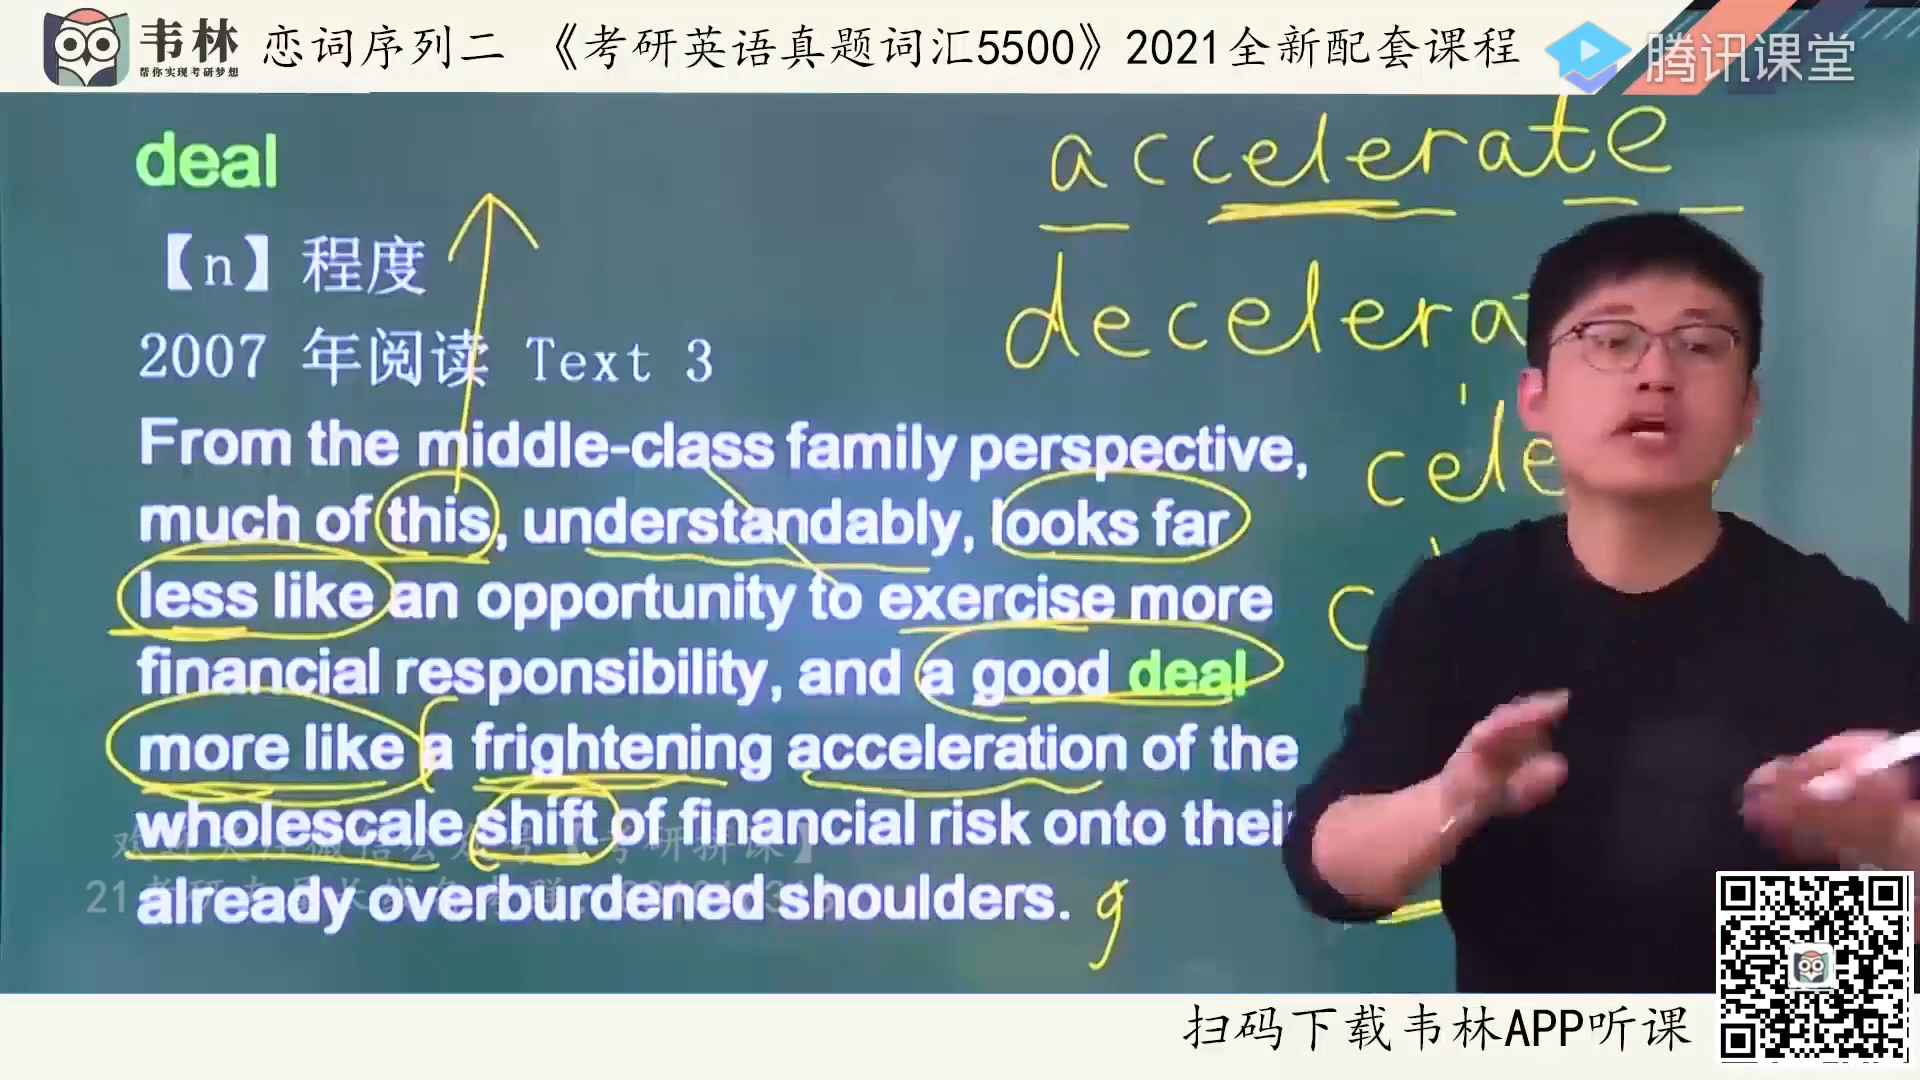 韦林
帮你实现考研梦想
恋词序列二 《考研英语真题词汇5500》2021全新配套课程
腾讯课堂
deal
accelerate
【n】程度
2007 年阅读 Text 3
From the middle-class family perspective,
much of this, understandably, looks far
less like an opportunity to exercise more
financial responsibility, and a good deal
more like a frightening acceleration of the
wholescale shift of financial risk onto their
already overburdened shoulders. g
扫码下载韦林APP听课